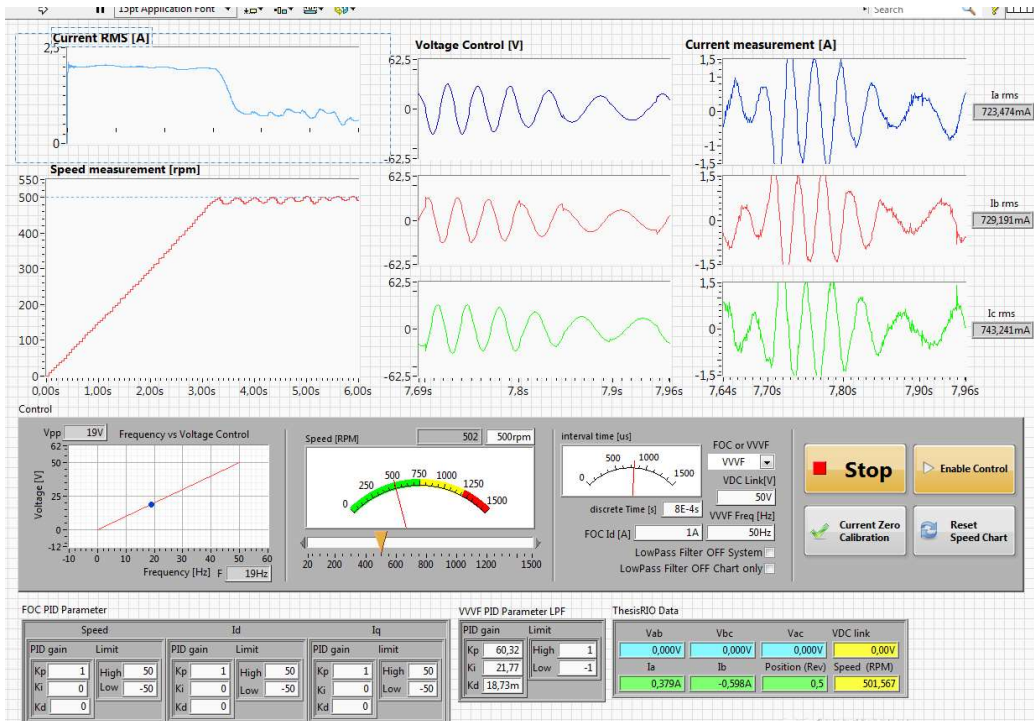 15pt Application Font
Search
Current RMS [A]
2,5
0
Speed measurement [rpm]
550
500
400
300
200
100
0
0,00s 1,00s 2,00s 3,00s 4,00s 5,00s 6,00s
Voltage Control [V]
62.5
0
-62.5
62.5
0
-62.5
62.5
0
-62.5
7,69s 7,8s 7,96s
Current measurement [A]
1,5
1
0
-1
-1,5
1,5
0
-1,5
1,5
0
-1,5
7,64s 7,70s 7,80s 7,90s 7,96s
Ia rms
723,474mA
Ib rms
729,191mA
Ic rms
743,241mA
Control
Vpp 19V Frequency vs Voltage Control
Voltage [V]
62
50
0
-12
-10 0 10 20 30 40 50 60
Frequency [Hz] F 19Hz
Speed [RPM] 502 500rpm
0 250 500 750 1000 1250 1500
20 200 400 600 800 1000 1200 1500
interval time [us]
0 500 1000 1500
discrete Time [s] 8E-4s
FOC Id [A] 1A
FOC or VVVF
VVVF
VDC Link[V]
50V
VVVF Freq [Hz]
50Hz
LowPass Filter OFF System
LowPass Filter OFF Chart only
Stop
Enable Control
Current Zero
Calibration
Reset
Speed Chart
FOC PID Parameter
Speed Id Iq
PID gain Limit PID gain Limit PID gain limit
Kp 1 High 50 Kp 1 High 50 Kp 1 High 50
Ki 0 Low -50 Ki 0 Low -50 Ki 0 Low -50
Kd 0 Kd 0 Kd 0
VVVF PID Parameter LPF
PID gain Limit
Kp 60,32 High 1
Ki 21,77 Low -1
Kd 18,73m
ThesisRIO Data
Vab Vbc Vac VDC link
0,000V 0,000V 0,000V 0,00V
Ia Ib Position (Rev) Speed (RPM)
0,379A -0,598A 0,5 501,567